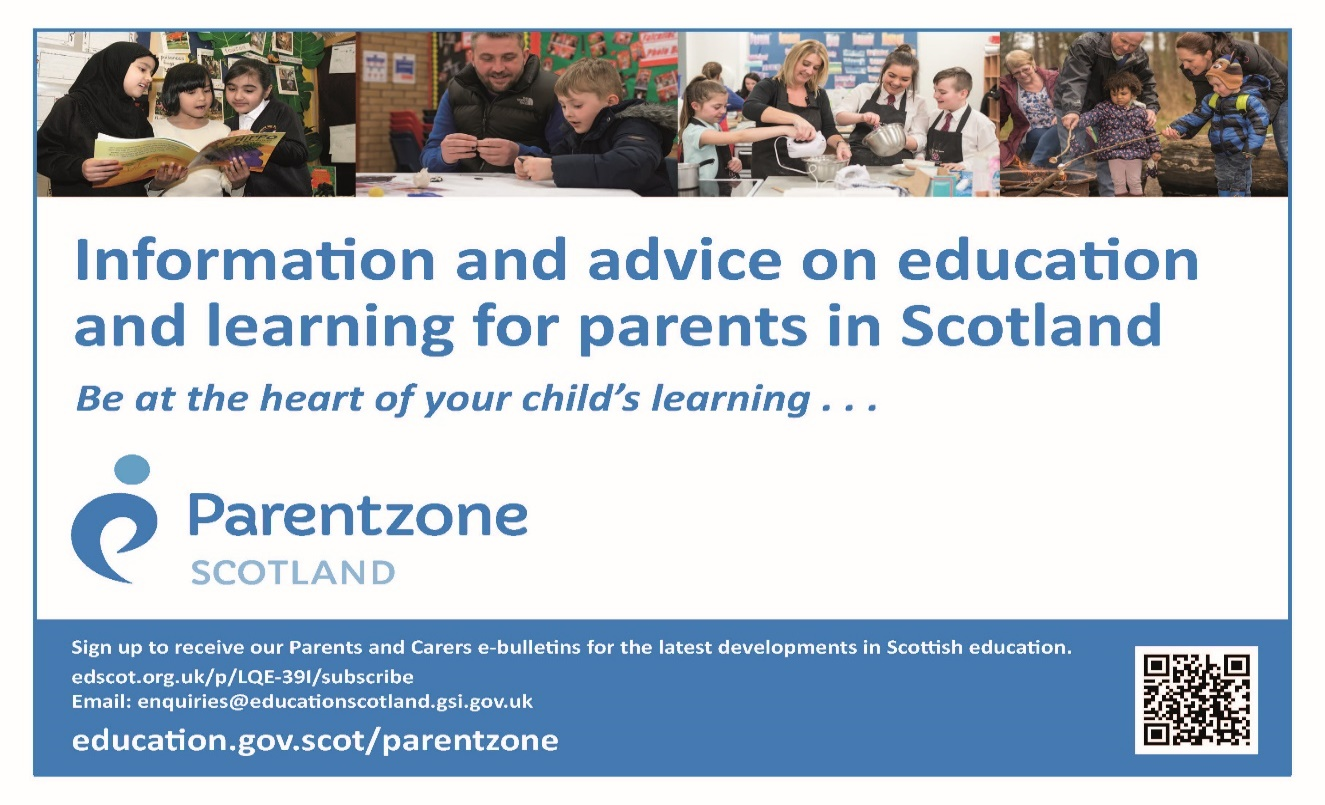 Information and advice on education
and learning for parents in Scotland
Be at the heart of your child's learning . . .
Parentzone
SCOTLAND
Sign up to receive our Parents and Carers e-bulletins for the latest developments in Scottish education.
edscot.org.uk/p/LQE-39I/subscribe
Email: enquiries@educationscotland.gsi.gov.uk
education.gov.scot/parentzone